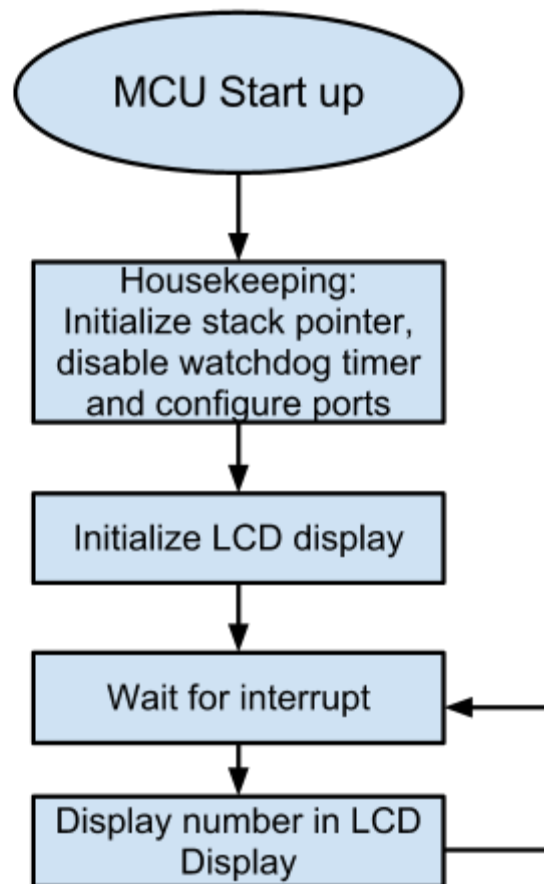 MCU Start up
Housekeeping:
Initialize stack pointer,
disable watchdog timer
and configure ports
Initialize LCD display
Wait for interrupt
Display number in LCD
Display